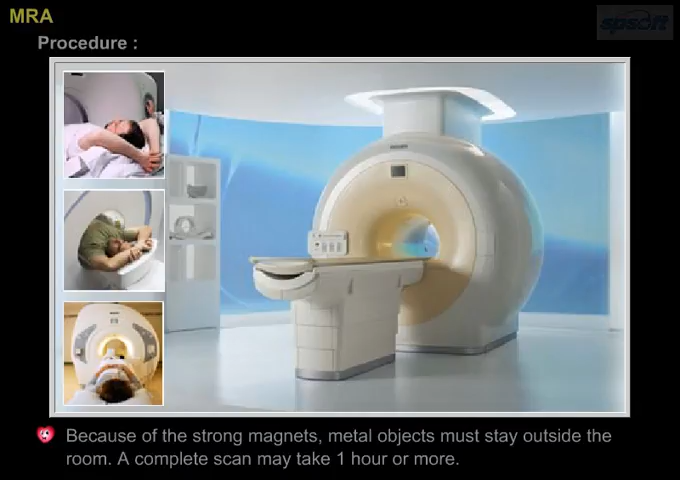 MRA
spsoft
Procedure :
Because of the strong magnets, metal objects must stay outside the
room. A complete scan may take 1 hour or more.